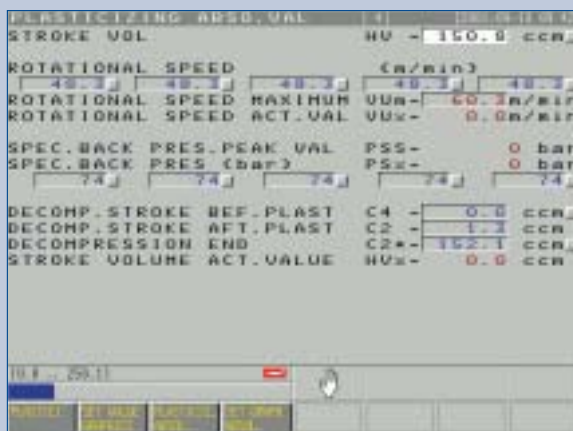 PLASTICIZING ABSO.VAL
STROKE VOL HV = 150.8 ccm
ROTATIONAL SPEED (m/min)
48.3 48.3 48.3 48.3 48.3
ROTATIONAL SPEED MAXIMUM VUm= 60.3 m/min
ROTATIONAL SPEED ACT.VAL VUx= 0.0 m/min
SPEC.BACK PRES.PEAK VAL PSS= 0 bar
SPEC.BACK PRES (bar) PSx= 0 bar
74 74 74 74 74
DECOMP.STROKE BEF.PLAST C4 = 0.0 ccm
DECOMP.STROKE AFT.PLAST C2 = 1.3 ccm
DECOMPRESSION END C2*= 152.1 ccm
STROKE VOLUME ACT.VALUE HVx= 0.0 ccm